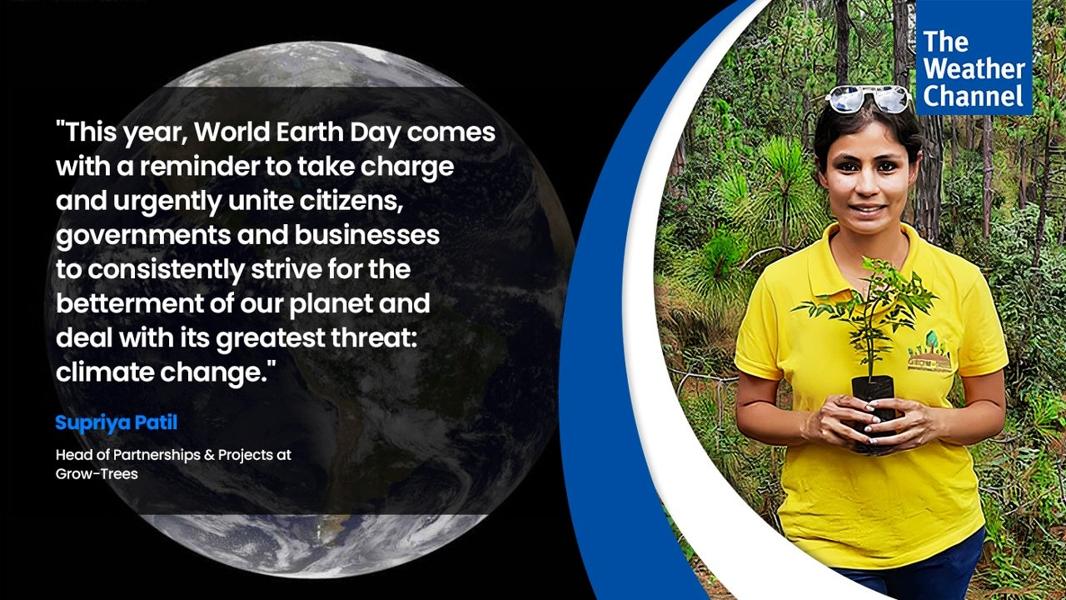 "This year, World Earth Day comes
with a reminder to take charge
and urgently unite citizens,
governments and businesses
to consistently strive for the
betterment of our planet and
deal with its greatest threat:
climate change."
Supriya Patil
Head of Partnerships & Projects at
Grow-Trees
The
Weather
Channel